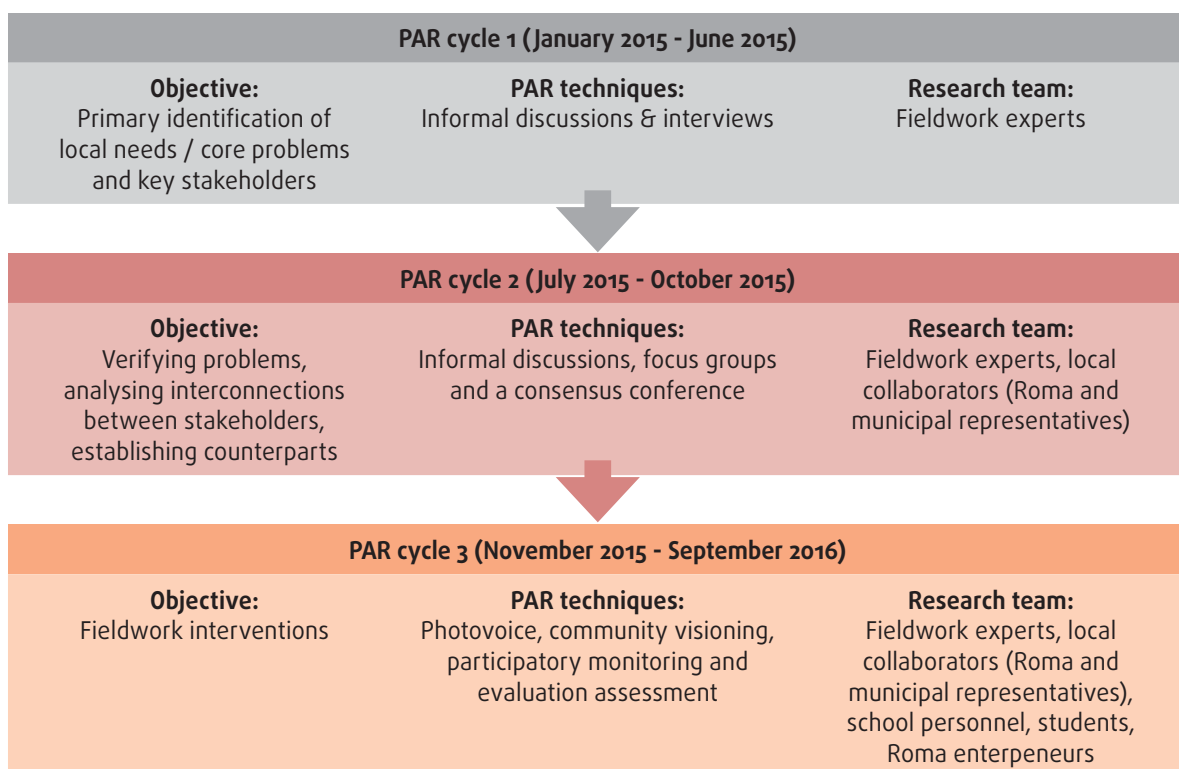 PAR cycle 1 (January 2015 - June 2015)
Objective:
Primary identification of
local needs / core problems
and key stakeholders
PAR techniques:
Informal discussions & interviews
Research team:
Fieldwork experts
PAR cycle 2 (July 2015 - October 2015)
Objective:
Verifying problems,
analysing interconnections
between stakeholders,
establishing counterparts
PAR techniques:
Informal discussions, focus groups
and a consensus conference
Research team:
Fieldwork experts, local
collaborators (Roma and
municipal representatives)
PAR cycle 3 (November 2015 - September 2016)
Objective:
Fieldwork interventions
PAR techniques:
Photovoice, community visioning,
participatory monitoring and
evaluation assessment
Research team:
Fieldwork experts, local
collaborators (Roma and
municipal representatives),
school personnel, students,
Roma enterpeneurs